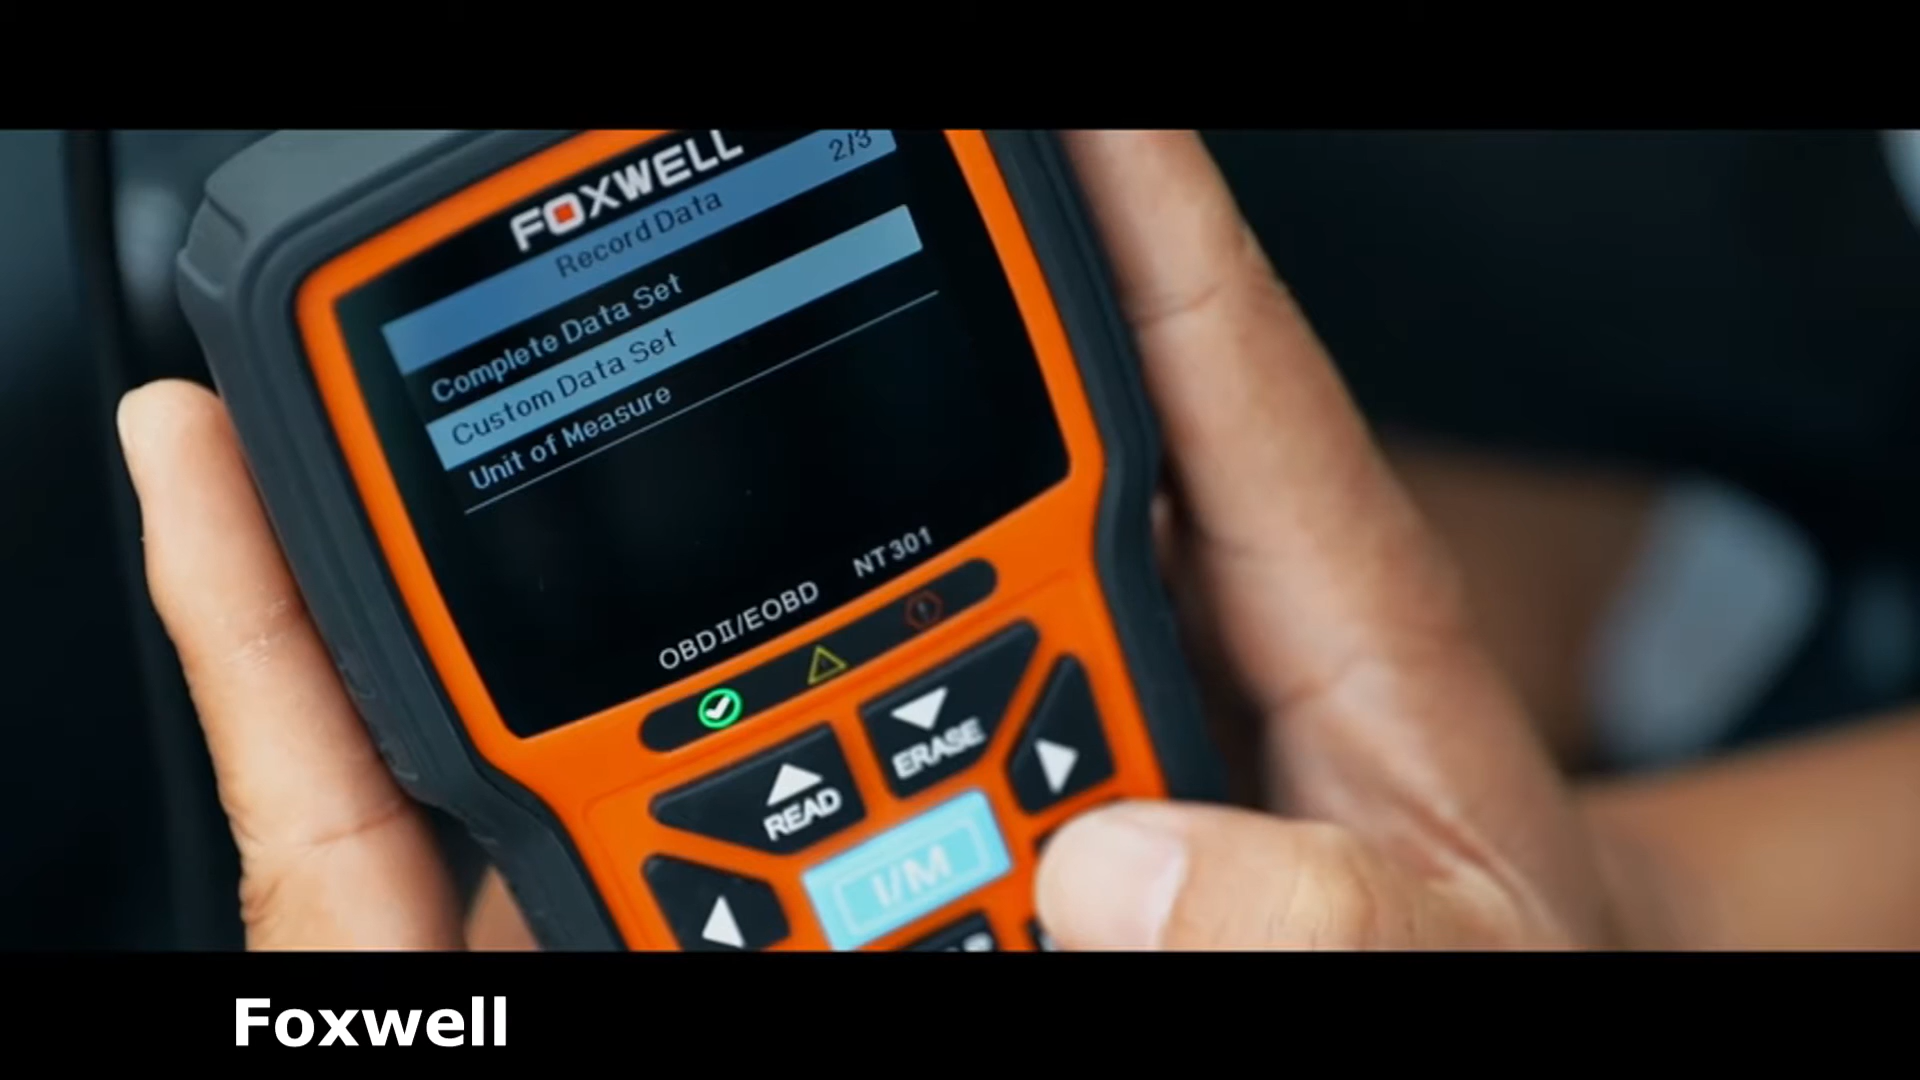 FOXWELL
Record Data 2/3
Complete Data Set
Custom Data Set
Unit of Measure
OBDII/EOBD NT301
READ
ERASE
I/M
Foxwell